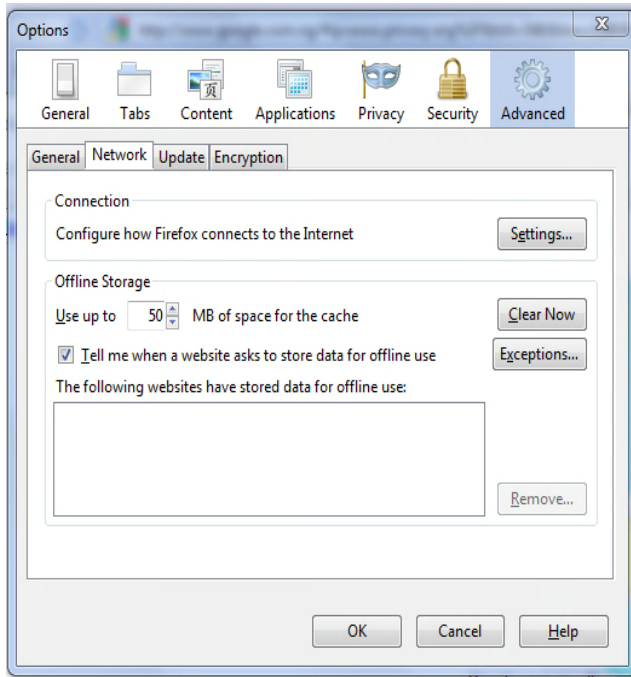 Options
General Tabs Content Applications Privacy Security Advanced
General Network Update Encryption
Connection
Configure how Firefox connects to the Internet Settings...
Offline Storage
Use up to 50 MB of space for the cache Clear Now
Tell me when a website asks to store data for offline use Exceptions...
The following websites have stored data for offline use:
Remove...
OK Cancel Help